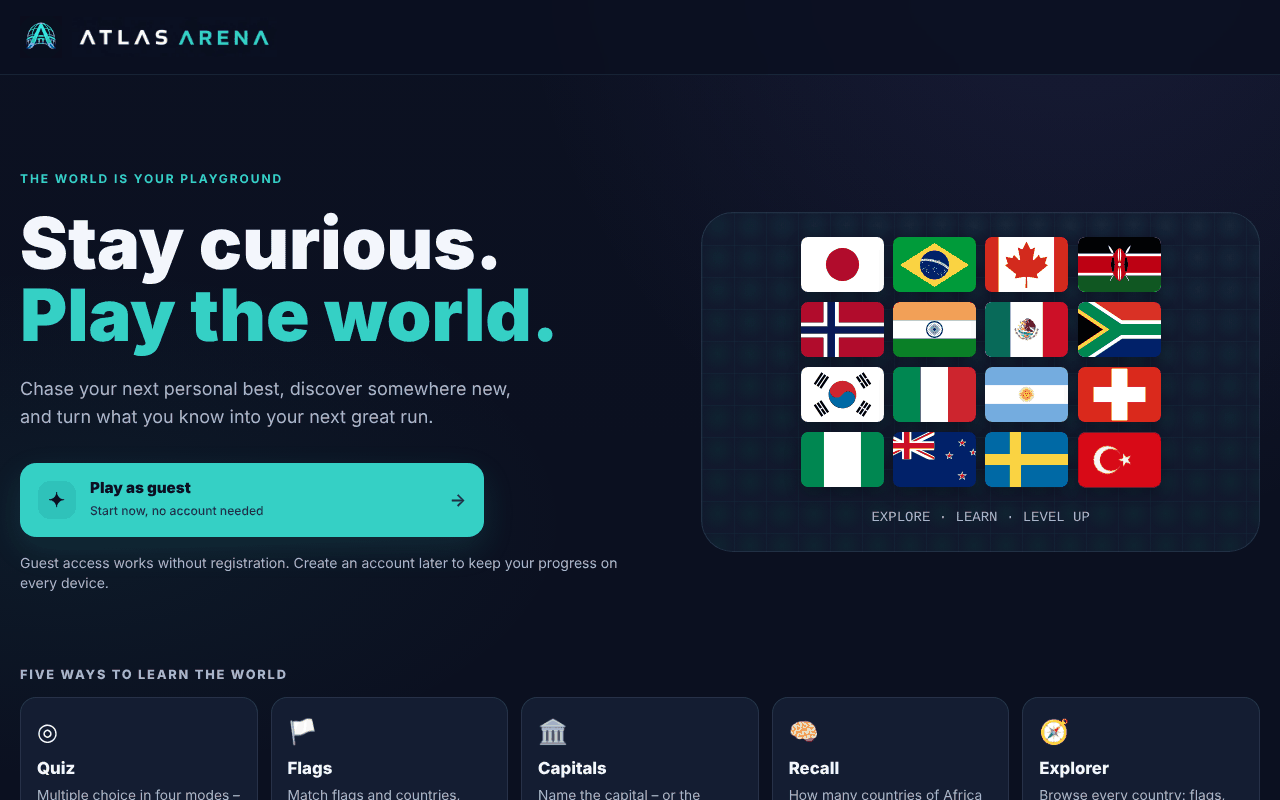 ATLAS ARENA
THE WORLD IS YOUR PLAYGROUND
Stay curious.
Play the world.
Chase your next personal best, discover somewhere new,
and turn what you know into your next great run.
Play as guest
Start now, no account needed
Guest access works without registration. Create an account later to keep your progress on
every device.
EXPLORE · LEARN · LEVEL UP
FIVE WAYS TO LEARN THE WORLD
Quiz
Multiple choice in four modes –
Flags
Match flags and countries,
Capitals
Name the capital – or the
Recall
How many countries of Africa
Explorer
Browse every country: flags,